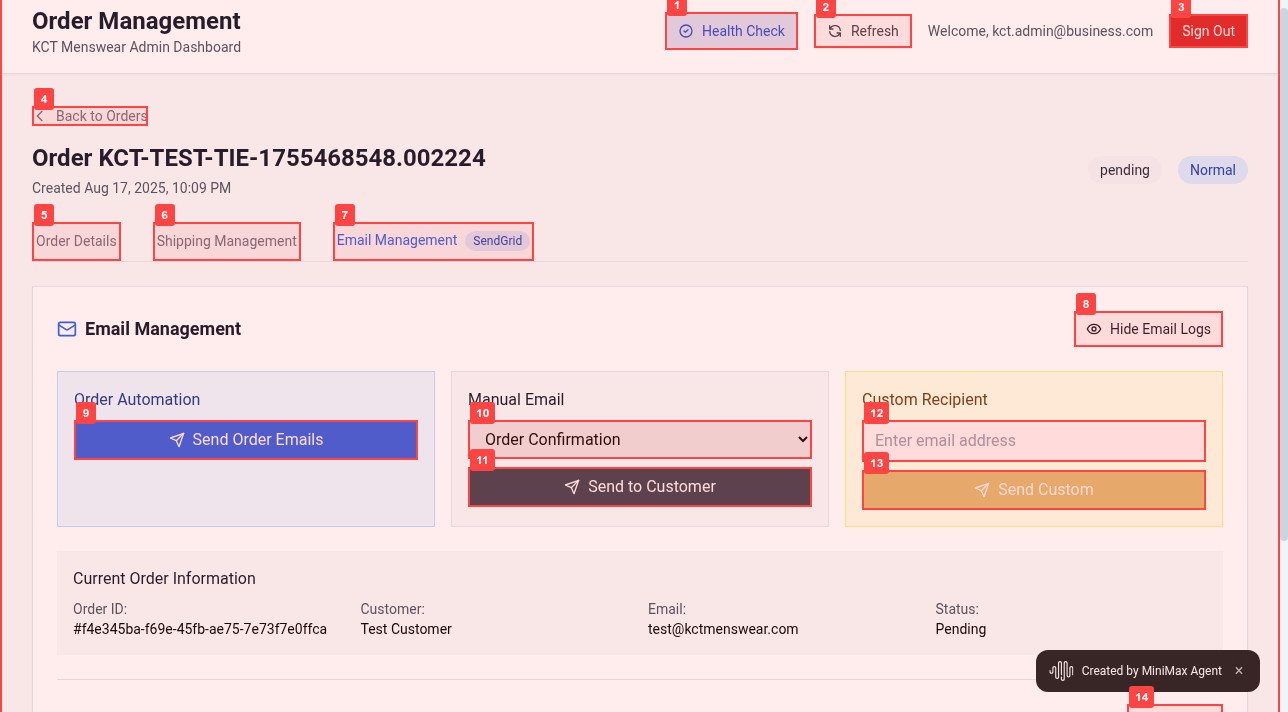 Order Management
KCT Menswear Admin Dashboard
1
Health Check
2
Refresh
Welcome, kct.admin@business.com
3
Sign Out
4
Back to Orders
Order KCT-TEST-TIE-1755468548.002224
Created Aug 17, 2025, 10:09 PM
pending
Normal
5
Order Details
6
Shipping Management
7
Email Management SendGrid
Email Management
8
Hide Email Logs
Order Automation
9
Send Order Emails
Manual Email
10
Order Confirmation
11
Send to Customer
Custom Recipient
12
Enter email address
13
Send Custom
Current Order Information
Order ID:
#f4e345ba-f69e-45fb-ae75-7e73f7e0ffca
Customer:
Test Customer
Email:
test@kctmenswear.com
Status:
Pending
Created by MiniMax Agent ×
14